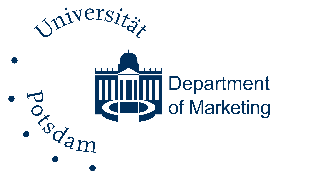 Universität
Potsdam
Department
of Marketing